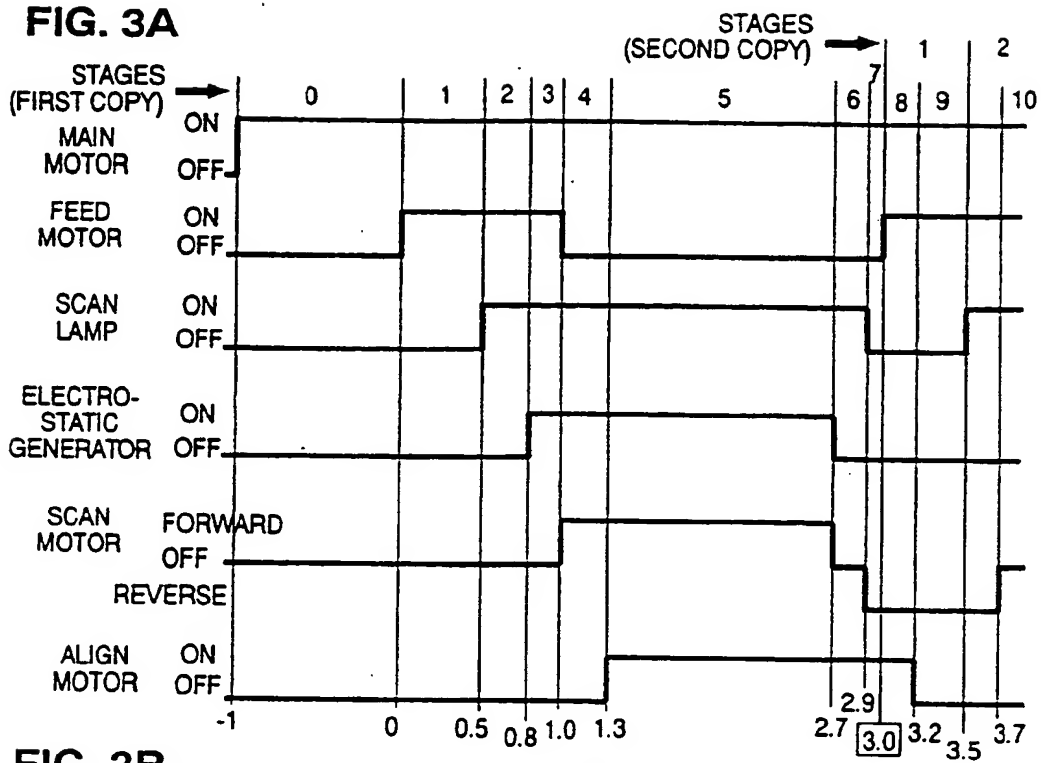 FIG. 3A
STAGES
(SECOND COPY)
1
2
STAGES
(FIRST COPY)
0
1
2
3
4
5
6
7
8
9
10
MAIN
MOTOR
ON
OFF
FEED
MOTOR
ON
OFF
SCAN
LAMP
ON
OFF
ELECTRO-
STATIC
GENERATOR
ON
OFF
SCAN
MOTOR
FORWARD
OFF
REVERSE
ALIGN
MOTOR
ON
OFF
-1
0
0.5
0.8
1.0
1.3
2.7
2.9
3.0
3.2
3.5
3.7